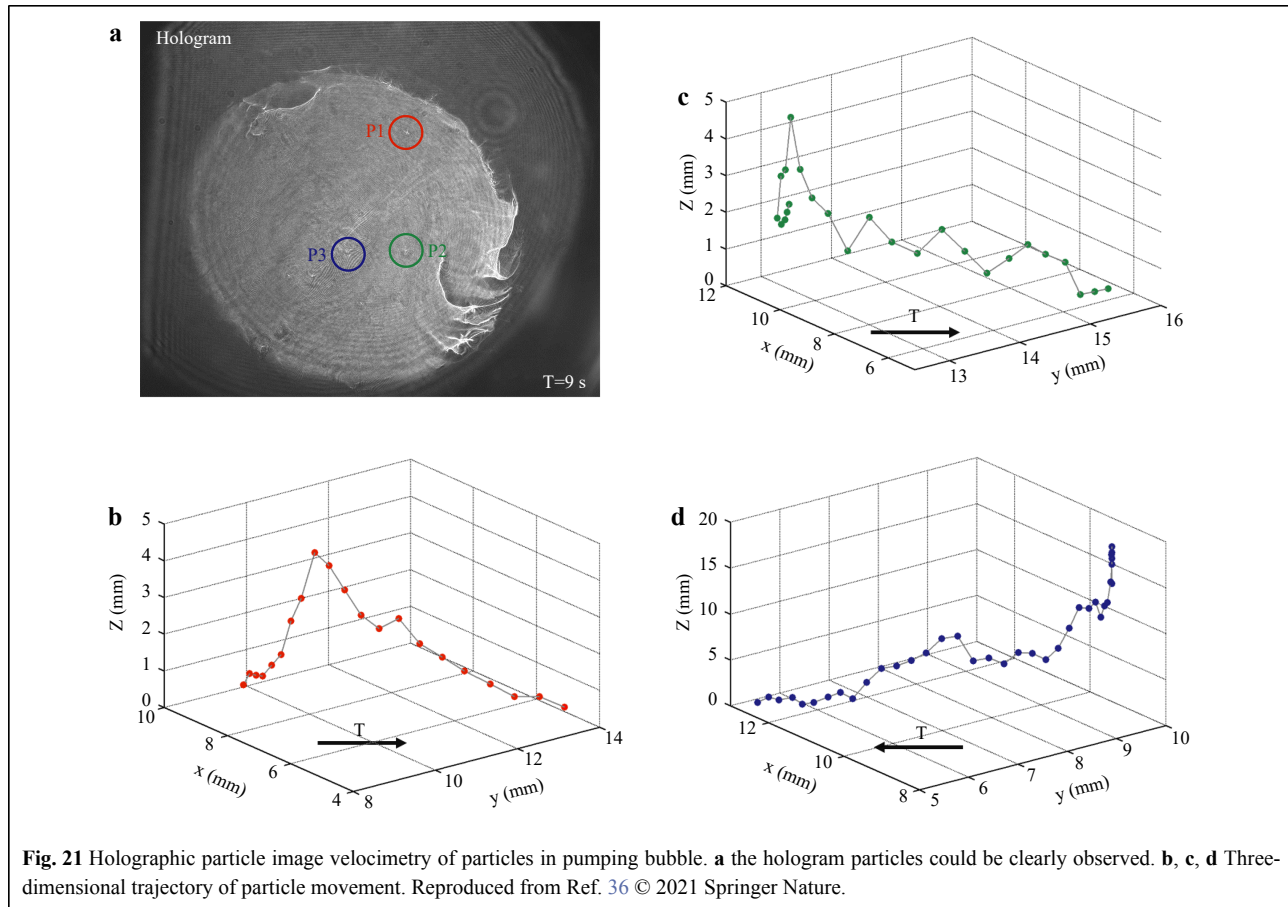 a
Hologram
P1
P3
P2
T=9 s
c
5
4
3
2
1
0
Z (mm)
12
10
8
6
x (mm)
T
13
14
15
16
y (mm)
b
5
4
3
2
1
0
Z (mm)
10
8
6
4
x (mm)
T
8
10
12
14
y (mm)
d
20
15
10
5
0
Z (mm)
12
10
8
x (mm)
T
5
6
7
8
9
10
y (mm)
Fig. 21 Holographic particle image velocimetry of particles in pumping bubble. a the hologram particles could be clearly observed. b, c, d Three-
dimensional trajectory of particle movement. Reproduced from Ref. 36 © 2021 Springer Nature.